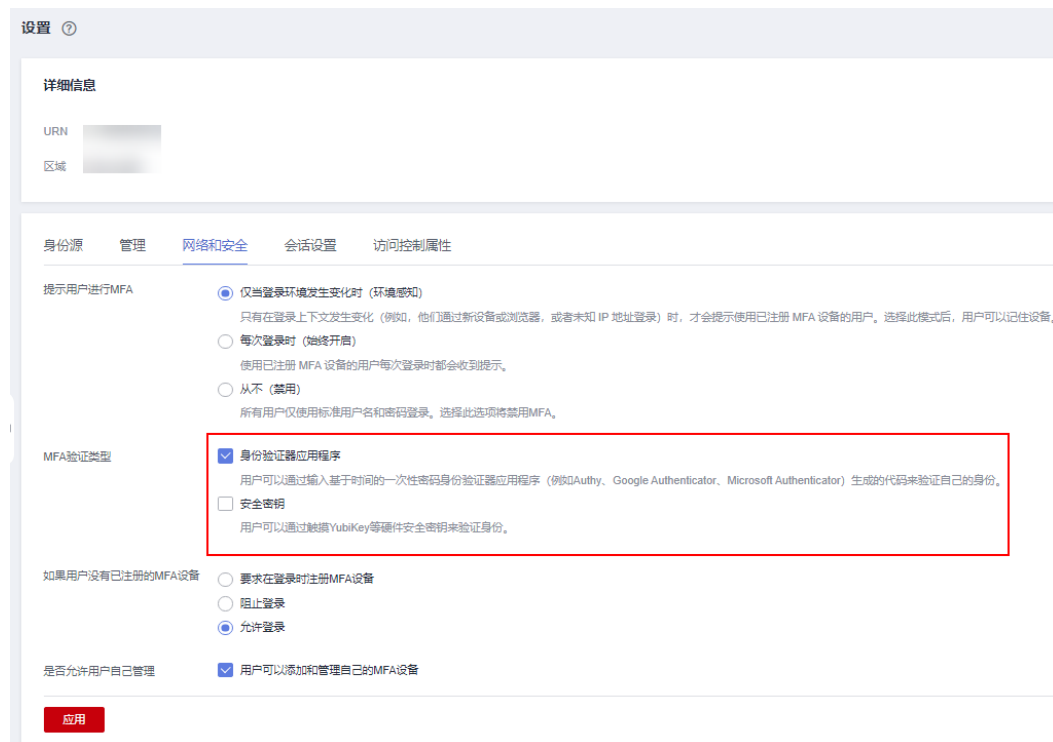 设置
详细信息
URN
区域
身份源 管理 网络和安全 会话设置 访问控制属性
提示用户进行MFA
仅当登录环境发生变化时（环境感知）
只有在登录上下文发生变化（例如，他们通过新设备或浏览器，或者未知 IP 地址登录）时，才会提示使用已注册 MFA 设备的用户。选择此模式后，用户可以记住设备。
每次登录时（始终开启）
使用已注册 MFA 设备的用户每次登录时都会收到提示。
从不（禁用）
所有用户仅使用标准用户名和密码登录。选择此选项将禁用MFA。
MFA验证类型
身份验证器应用程序
用户可以通过输入基于时间的一次性密码身份验证器应用程序（例如Authy、Google Authenticator、Microsoft Authenticator）生成的代码来验证自己的身份。
安全密钥
用户可以通过触摸YubiKey等硬件安全密钥来验证身份。
如果用户没有已注册的MFA设备
要求在登录时注册MFA设备
阻止登录
允许登录
是否允许用户自己管理
用户可以添加和管理自己的MFA设备
应用